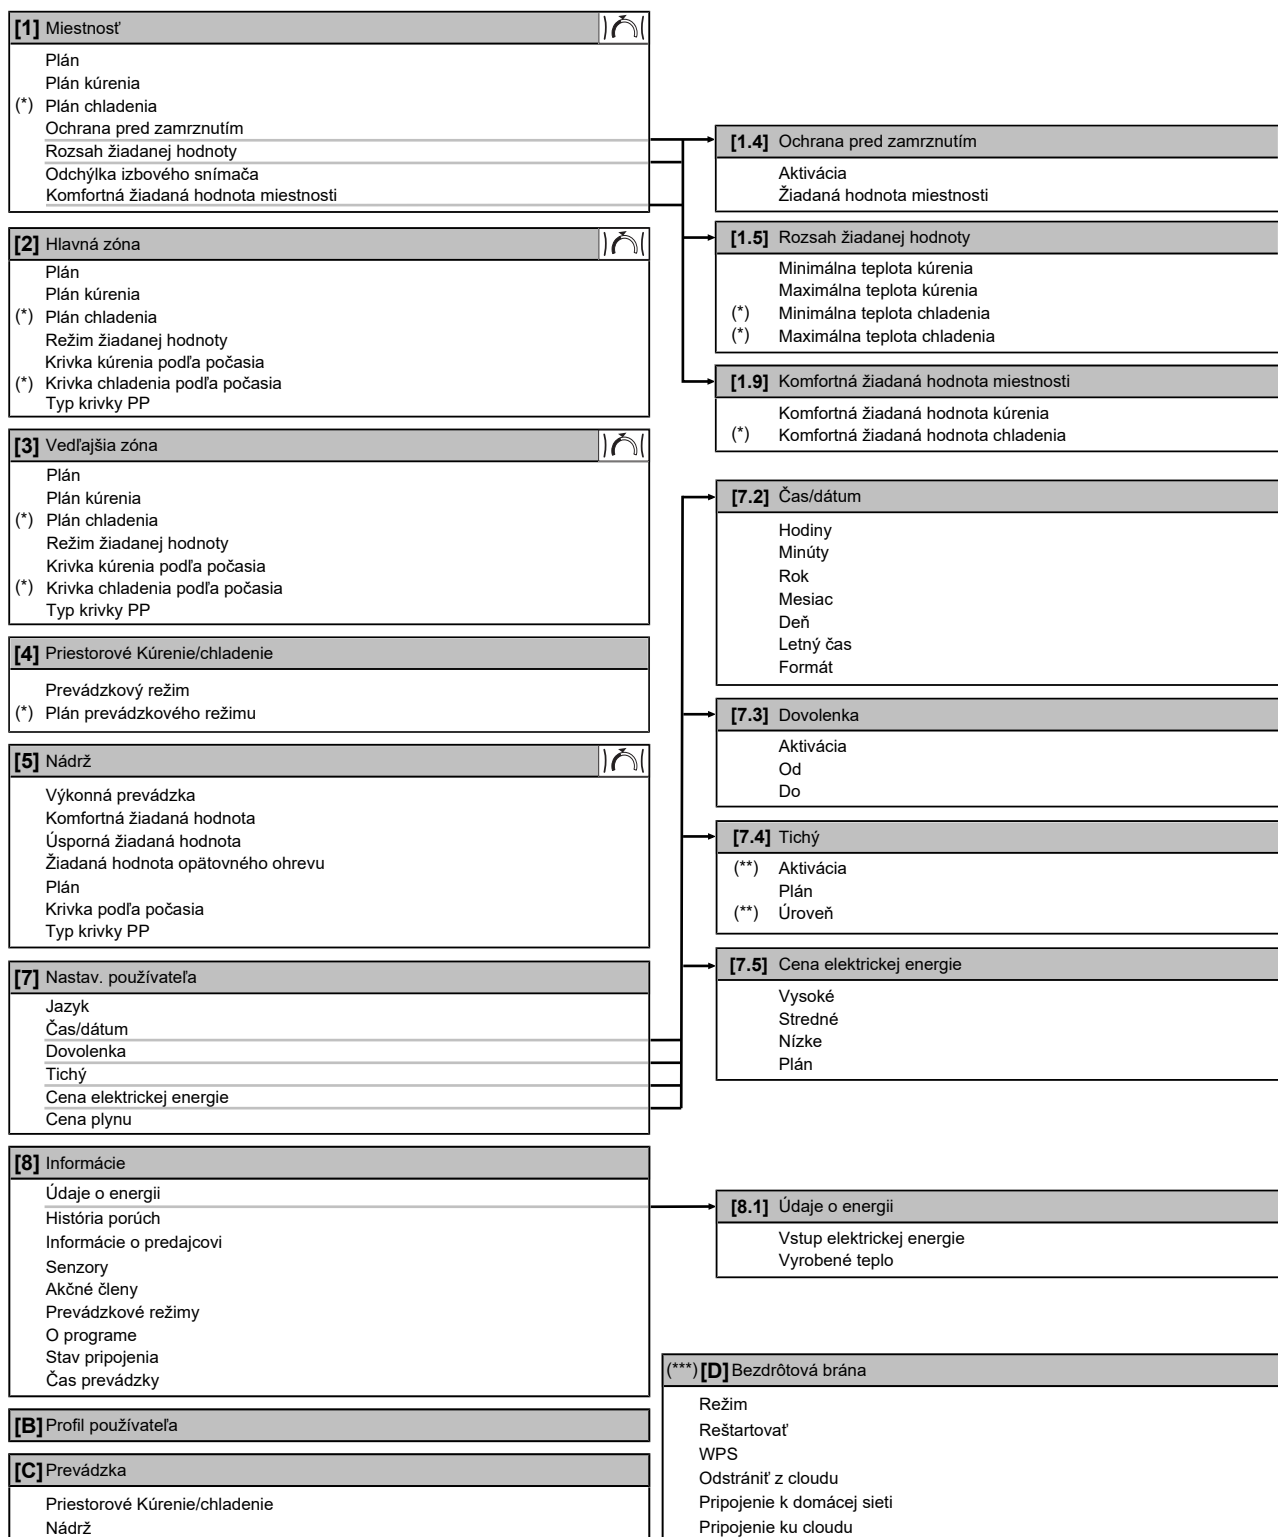 [1] Miestnosť
Plán
Plán kúrenia
(*) Plán chladenia
Ochrana pred zamrznutím
Rozsah žiadanej hodnoty
Odchýlka izbového snímača
Komfortná žiadaná hodnota miestnosti
[2] Hlavná zóna
Plán
Plán kúrenia
(*) Plán chladenia
Režim žiadanej hodnoty
Krivka kúrenia podľa počasia
(*) Krivka chladenia podľa počasia
Typ krivky PP
[3] Vedľajšia zóna
Plán
Plán kúrenia
(*) Plán chladenia
Režim žiadanej hodnoty
Krivka kúrenia podľa počasia
(*) Krivka chladenia podľa počasia
Typ krivky PP
[4] Priestorové Kúrenie/chladenie
Prevádzkový režim
(*) Plán prevádzkového režimu
[5] Nádrž
Výkonná prevádzka
Komfortná žiadaná hodnota
Úsporná žiadaná hodnota
Žiadaná hodnota opätovného ohrevu
Plán
Krivka podľa počasia
Typ krivky PP
[7] Nastav. používateľa
Jazyk
Čas/dátum
Dovolenka
Tichý
Cena elektrickej energie
Cena plynu
[8] Informácie
Údaje o energii
História porúch
Informácie o predajcovi
Senzory
Akčné členy
Prevádzkové režimy
O programe
Stav pripojenia
Čas prevádzky
[B] Profil používateľa
[C] Prevádzka
Priestorové Kúrenie/chladenie
Nádrž
[1.4] Ochrana pred zamrznutím
Aktivácia
Žiadaná hodnota miestnosti
[1.5] Rozsah žiadanej hodnoty
Minimálna teplota kúrenia
Maximálna teplota kúrenia
(*) Minimálna teplota chladenia
(*) Maximálna teplota chladenia
[1.9] Komfortná žiadaná hodnota miestnosti
Komfortná žiadaná hodnota kúrenia
(*) Komfortná žiadaná hodnota chladenia
[7.2] Čas/dátum
Hodiny
Minúty
Rok
Mesiac
Deň
Letný čas
Formát
[7.3] Dovolenka
Aktivácia
Od
Do
[7.4] Tichý
(**) Aktivácia
Plán
(**) Úroveň
[7.5] Cena elektrickej energie
Vysoké
Stredné
Nízke
Plán
[8.1] Údaje o energii
Vstup elektrickej energie
Vyrobené teplo
(***) [D] Bezdrôtová brána
Režim
Reštartovať
WPS
Odstrániť z cloudu
Pripojenie k domácej sieti
Pripojenie ku cloudu